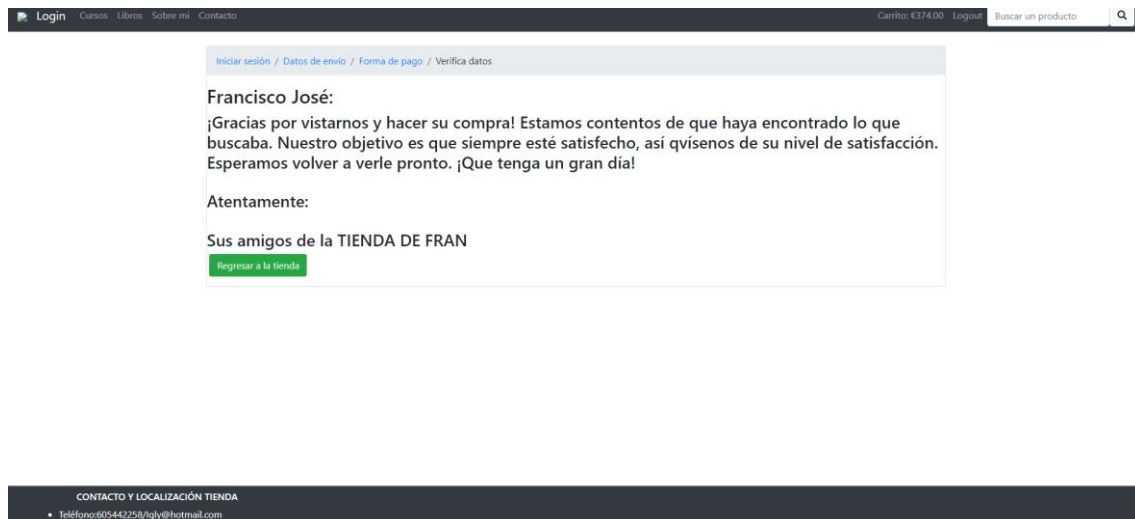 Login Cursos Libros Sobre mi Contacto Carrito: €374.00 Logout Buscar un producto
Iniciar sesión / Datos de envío / Forma de pago / Verifica datos
Francisco José:
¡Gracias por vistarnos y hacer su compra! Estamos contentos de que haya encontrado lo que
buscaba. Nuestro objetivo es que siempre esté satisfecho, así qvísenos de su nivel de satisfacción.
Esperamos volver a verle pronto. ¡Que tenga un gran día!
Atentamente:
Sus amigos de la TIENDA DE FRAN
Regresar a la tienda
CONTACTO Y LOCALIZACIÓN TIENDA
• Teléfono:605442258/lgly@hotmail.com